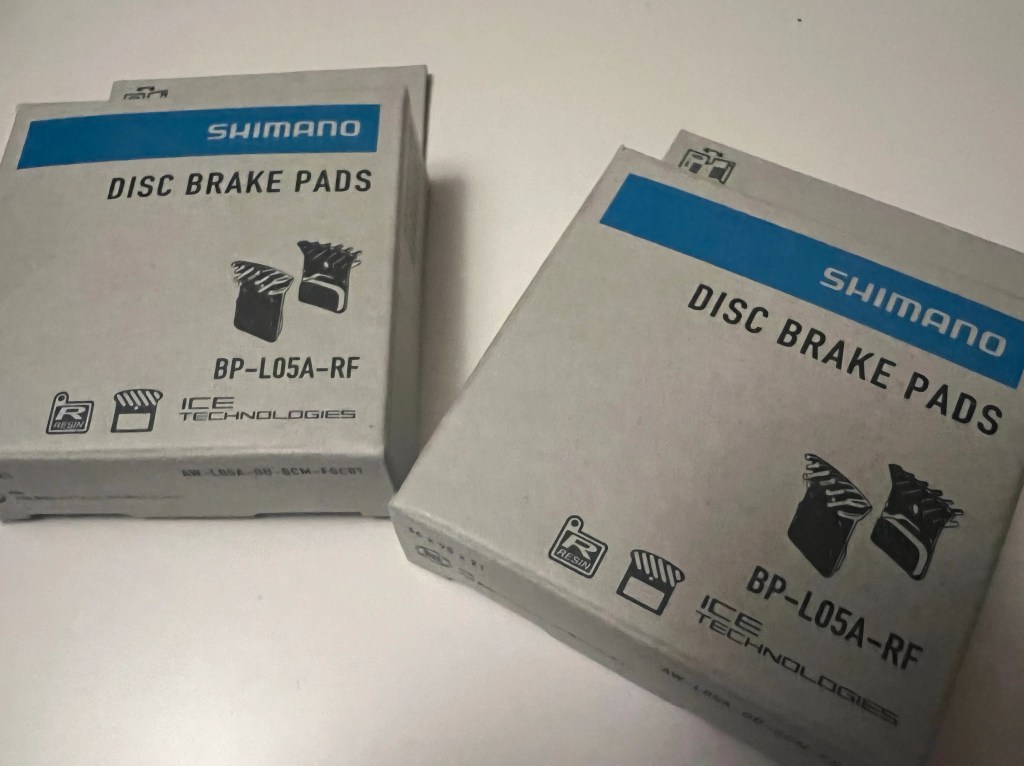 SHIMANO
DISC BRAKE PADS
BP-L05A-RF
R
RESIN
ICE
TECHNOLOGIES
SHIMANO
DISC BRAKE PADS
BP-L05A-RF
R
RESIN
ICE
TECHNOLOGIES